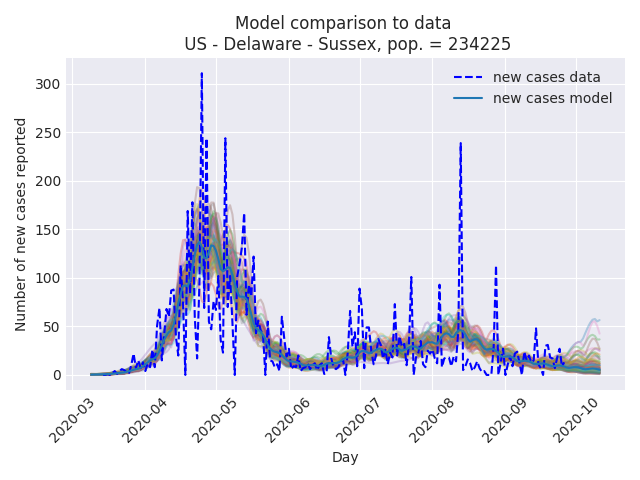 Model comparison to data
US - Delaware - Sussex, pop. = 234225
new cases data
new cases model
Number of new cases reported
300
250
200
150
100
50
0
2020-03
2020-04
2020-05
2020-06
2020-07
2020-08
2020-09
2020-10
Day